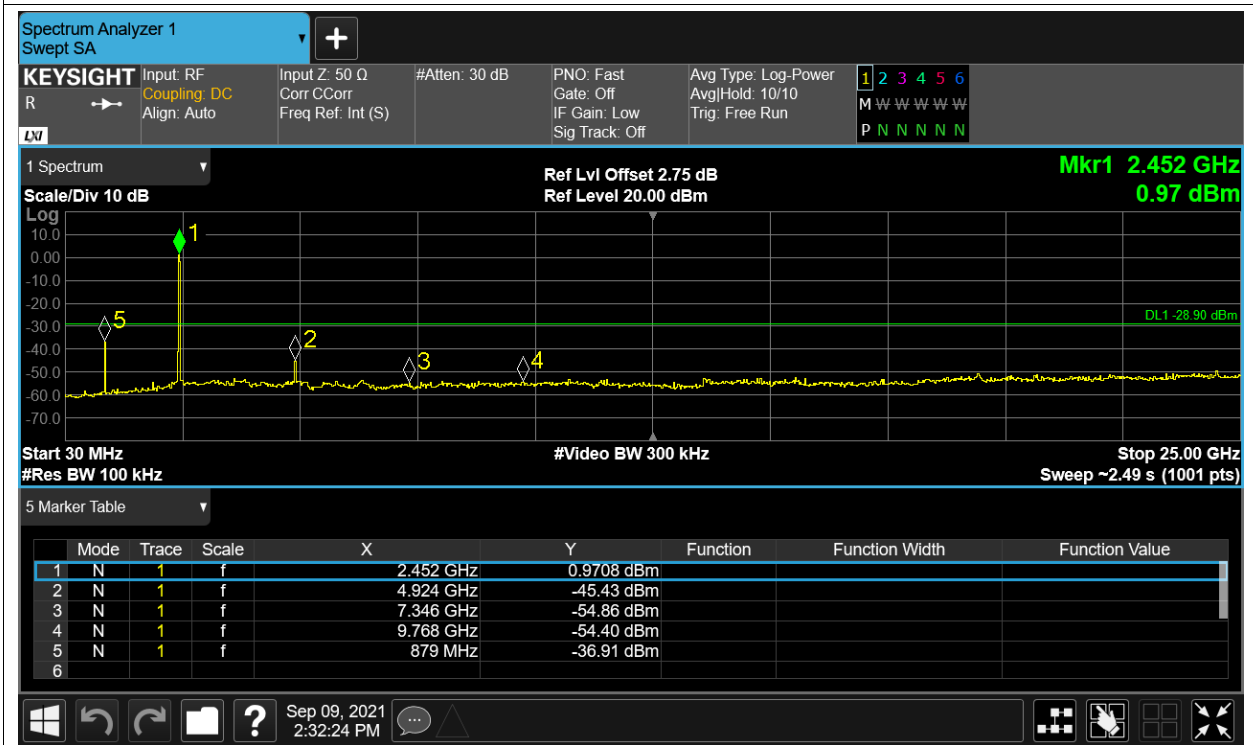 Spectrum Analyzer 1
Swept SA
KEYSIGHT
R
LXI
Input: RF
Coupling: DC
Align: Auto
Input Z: 50 Ω
Corr CCorr
Freq Ref: Int (S)
#Atten: 30 dB
PNO: Fast
Gate: Off
IF Gain: Low
Sig Track: Off
Avg Type: Log-Power
Avg|Hold: 10/10
Trig: Free Run
1 2 3 4 5 6
M W W W W W
P N N N N N
1 Spectrum
Scale/Div 10 dB
Ref Lvl Offset 2.75 dB
Ref Level 20.00 dBm
Mkr1 2.452 GHz
0.97 dBm
Log
10.0
0.00
-10.0
-20.0
-30.0
-40.0
-50.0
-60.0
-70.0
1
5
2
3
4
DL1 -28.90 dBm
Start 30 MHz
#Res BW 100 kHz
#Video BW 300 kHz
Stop 25.00 GHz
Sweep ~2.49 s (1001 pts)
5 Marker Table
Mode Trace Scale X Y Function Function Width Function Value
1 N 1 f 2.452 GHz 0.9708 dBm
2 N 1 f 4.924 GHz -45.43 dBm
3 N 1 f 7.346 GHz -54.86 dBm
4 N 1 f 9.768 GHz -54.40 dBm
5 N 1 f 879 MHz -36.91 dBm
6
?
Sep 09, 2021
2:32:24 PM